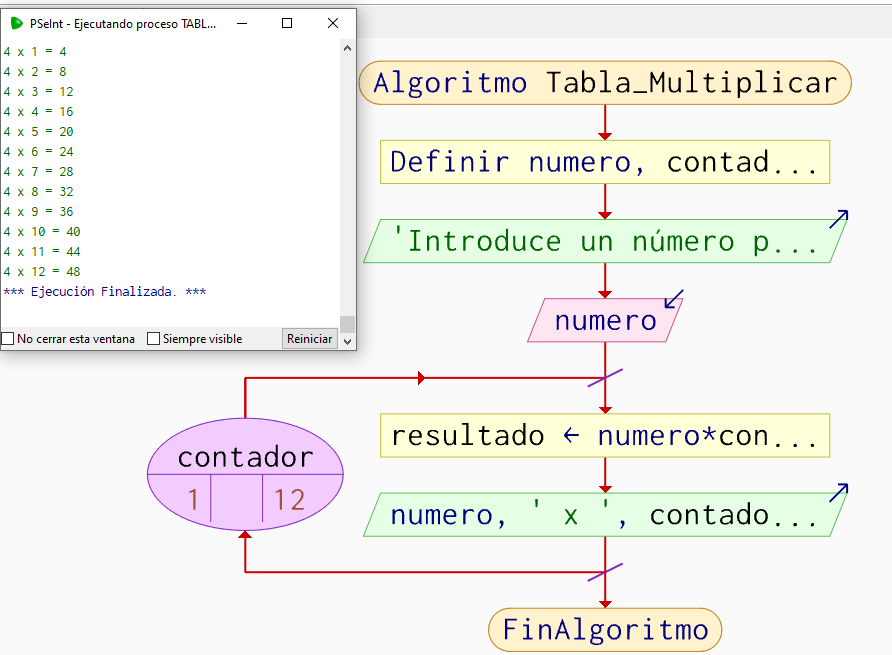 PSeInt - Ejecutando proceso TABL...
4 x 1 = 4
4 x 2 = 8
4 x 3 = 12
4 x 4 = 16
4 x 5 = 20
4 x 6 = 24
4 x 7 = 28
4 x 8 = 32
4 x 9 = 36
4 x 10 = 40
4 x 11 = 44
4 x 12 = 48
*** Ejecución Finalizada. ***
No cerrar esta ventana Siempre visible Reiniciar
Algoritmo Tabla_Multiplicar
Definir numero, contad...
'Introduce un número p...
numero
contador
1 12
resultado ← numero*con...
numero, ' x ', contado...
FinAlgoritmo